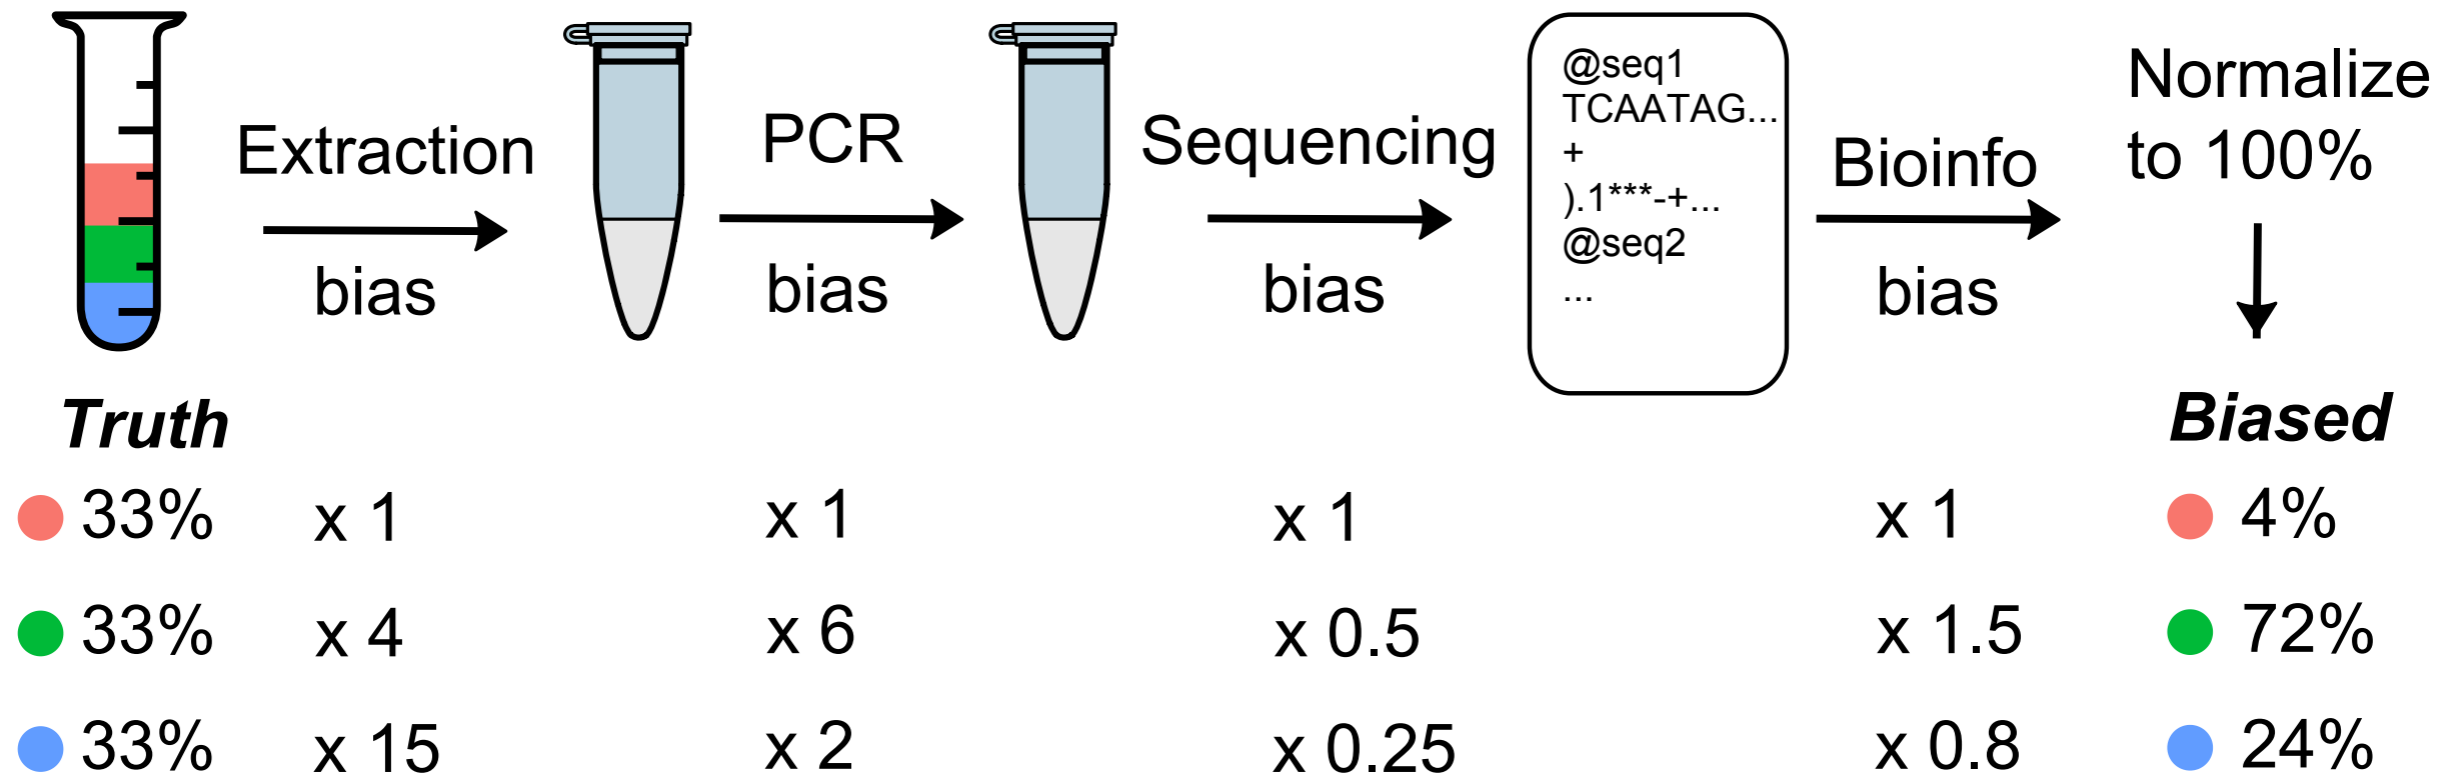 Extraction
bias
PCR
bias
Sequencing
bias
@seq1
TCAATAG...
+
).1***-+...
@seq2
...
Bioinfo
bias
Normalize
to 100%
Truth
Biased
33% x 1 x 1 x 1 x 1 4%
33% x 4 x 6 x 0.5 x 1.5 72%
33% x 15 x 2 x 0.25 x 0.8 24%